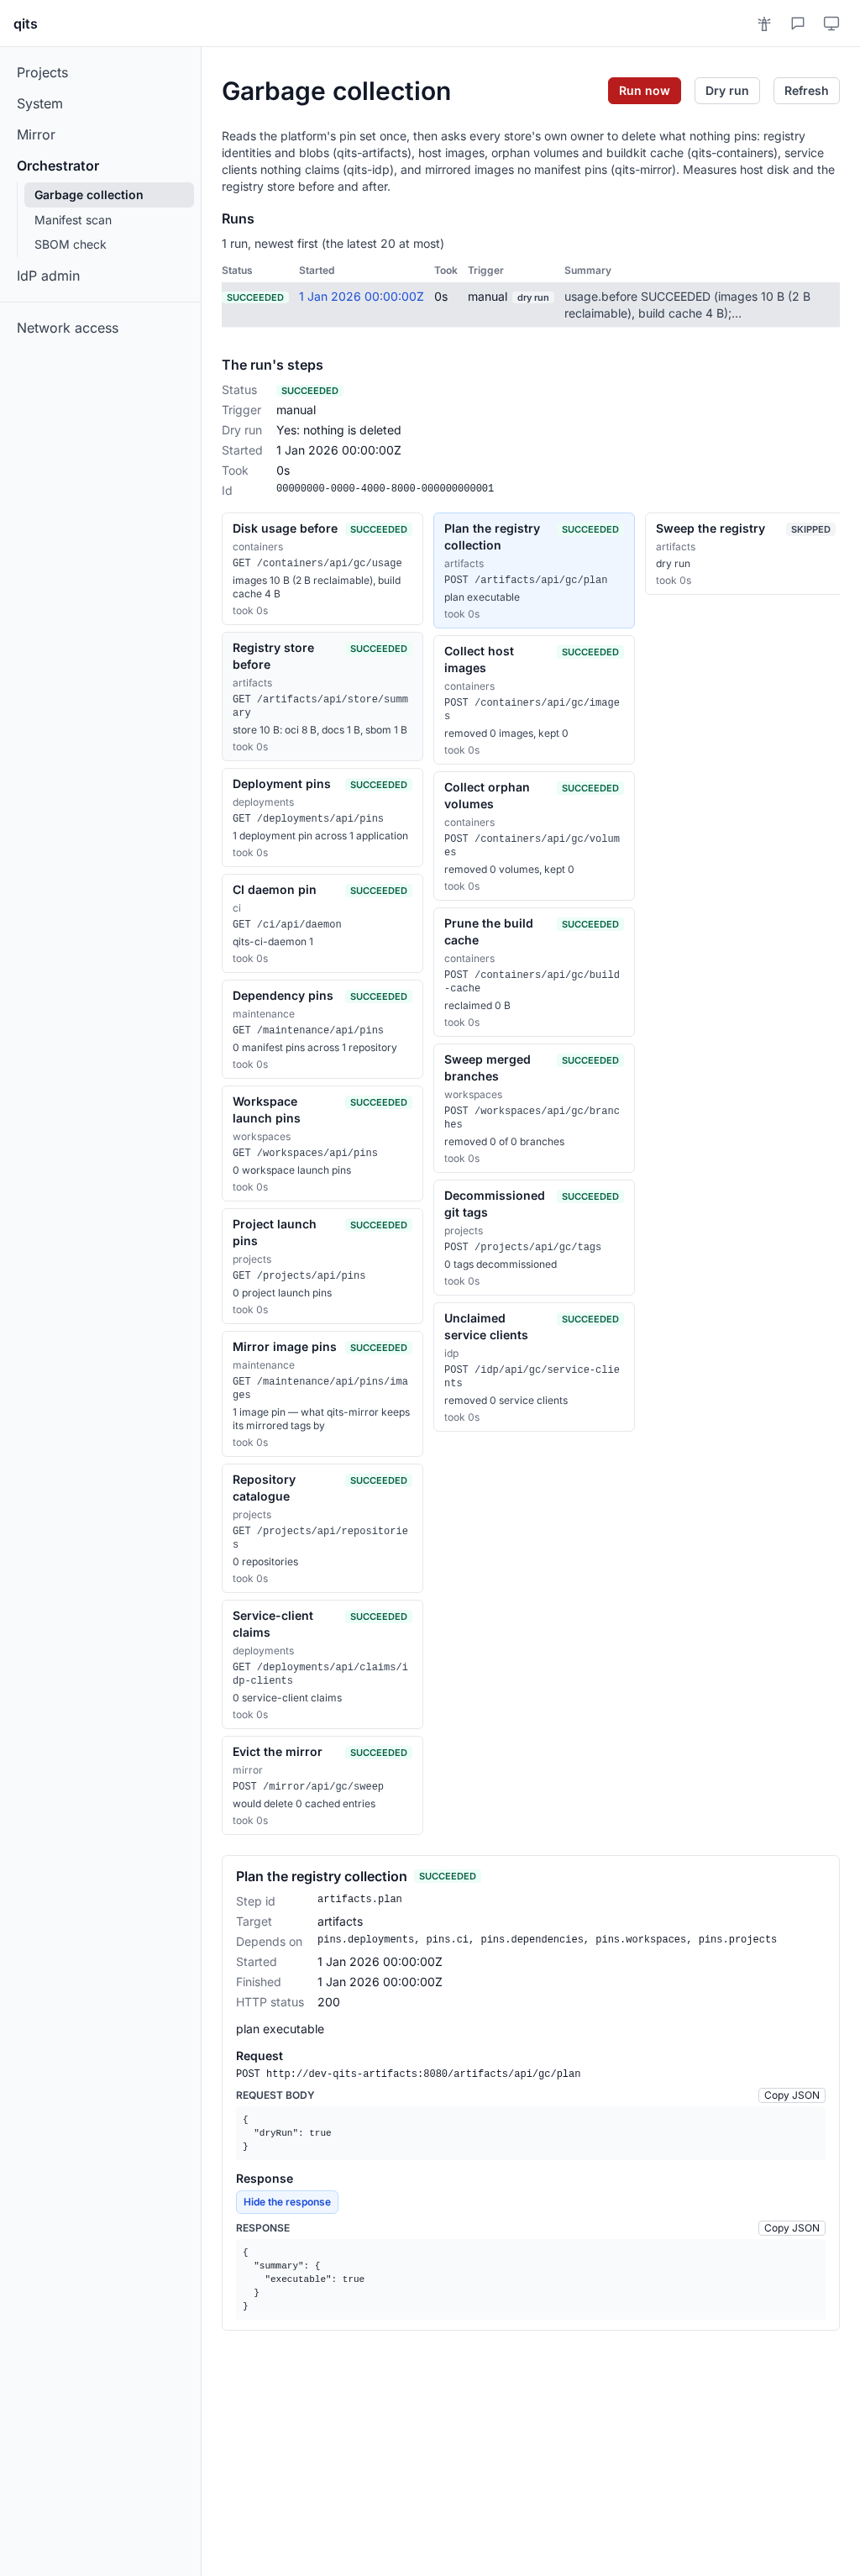 qits
Projects
System
Mirror
Orchestrator
Garbage collection
Manifest scan
SBOM check
IdP admin
Network access
Garbage collection
Run now
Dry run
Refresh
Reads the platform's pin set once, then asks every store's own owner to delete what nothing pins: registry
identities and blobs (qits-artifacts), host images, orphan volumes and buildkit cache (qits-containers), service
clients nothing claims (qits-idp), and mirrored images no manifest pins (qits-mirror). Measures host disk and the
registry store before and after.
Runs
1 run, newest first (the latest 20 at most)
Status Started Took Trigger Summary
SUCCEEDED 1 Jan 2026 00:00:00Z 0s manual dry run usage.before SUCCEEDED (images 10 B (2 B
reclaimable), build cache 4 B);...
The run's steps
Status SUCCEEDED
Trigger manual
Dry run Yes: nothing is deleted
Started 1 Jan 2026 00:00:00Z
Took 0s
Id 00000000-0000-4000-8000-000000000001
Disk usage before SUCCEEDED
containers
GET /containers/api/gc/usage
images 10 B (2 B reclaimable), build
cache 4 B
took 0s
Registry store
before
SUCCEEDED
artifacts
GET /artifacts/api/store/summ
ary
store 10 B: oci 8 B, docs 1 B, sbom 1 B
took 0s
Deployment pins SUCCEEDED
deployments
GET /deployments/api/pins
1 deployment pin across 1 application
took 0s
CI daemon pin SUCCEEDED
ci
GET /ci/api/daemon
qits-ci-daemon 1
took 0s
Dependency pins SUCCEEDED
maintenance
GET /maintenance/api/pins
0 manifest pins across 1 repository
took 0s
Workspace
launch pins
SUCCEEDED
workspaces
GET /workspaces/api/pins
0 workspace launch pins
took 0s
Project launch
pins
SUCCEEDED
projects
GET /projects/api/pins
0 project launch pins
took 0s
Mirror image pins SUCCEEDED
maintenance
GET /maintenance/api/pins/ima
ges
1 image pin — what qits-mirror keeps
its mirrored tags by
took 0s
Repository
catalogue
SUCCEEDED
projects
GET /projects/api/repositorie
s
0 repositories
took 0s
Service-client
claims
SUCCEEDED
deployments
GET /deployments/api/claims/i
dp-clients
0 service-client claims
took 0s
Evict the mirror SUCCEEDED
mirror
POST /mirror/api/gc/sweep
would delete 0 cached entries
took 0s
Plan the registry
collection
SUCCEEDED
artifacts
POST /artifacts/api/gc/plan
plan executable
took 0s
Collect host
images
SUCCEEDED
containers
POST /containers/api/gc/image
s
removed 0 images, kept 0
took 0s
Collect orphan
volumes
SUCCEEDED
containers
POST /containers/api/gc/volum
es
removed 0 volumes, kept 0
took 0s
Prune the build
cache
SUCCEEDED
containers
POST /containers/api/gc/build
-cache
reclaimed 0 B
took 0s
Sweep merged
branches
SUCCEEDED
workspaces
POST /workspaces/api/gc/branc
hes
removed 0 of 0 branches
took 0s
Decommissioned
git tags
SUCCEEDED
projects
POST /projects/api/gc/tags
0 tags decommissioned
took 0s
Unclaimed
service clients
SUCCEEDED
idp
POST /idp/api/gc/service-clie
nts
removed 0 service clients
took 0s
Sweep the registry SKIPPED
artifacts
dry run
took 0s
Plan the registry collection SUCCEEDED
Step id artifacts.plan
Target artifacts
Depends on pins.deployments, pins.ci, pins.dependencies, pins.workspaces, pins.projects
Started 1 Jan 2026 00:00:00Z
Finished 1 Jan 2026 00:00:00Z
HTTP status 200
plan executable
Request
POST http://dev-qits-artifacts:8080/artifacts/api/gc/plan
REQUEST BODY Copy JSON
{
"dryRun": true
}
Response
Hide the response
RESPONSE Copy JSON
{
"summary": {
"executable": true
}
}